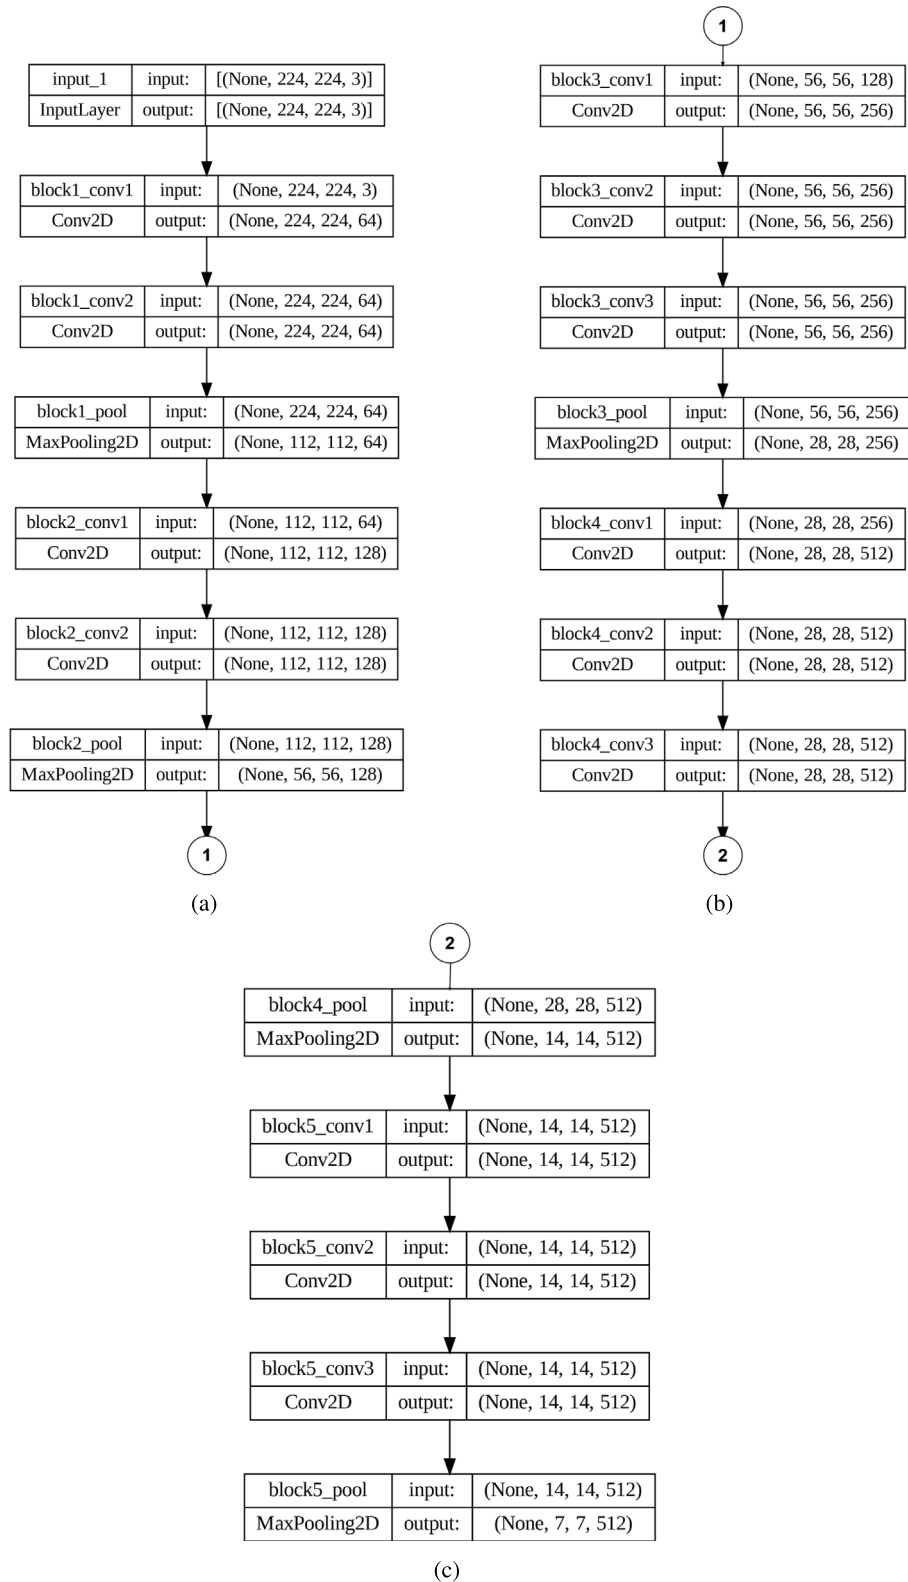 input_1 input: [(None, 224, 224, 3)]
InputLayer output: [(None, 224, 224, 3)]
block1_conv1 input: (None, 224, 224, 3)
Conv2D output: (None, 224, 224, 64)
block1_conv2 input: (None, 224, 224, 64)
Conv2D output: (None, 224, 224, 64)
block1_pool input: (None, 224, 224, 64)
MaxPooling2D output: (None, 112, 112, 64)
block2_conv1 input: (None, 112, 112, 64)
Conv2D output: (None, 112, 112, 128)
block2_conv2 input: (None, 112, 112, 128)
Conv2D output: (None, 112, 112, 128)
block2_pool input: (None, 112, 112, 128)
MaxPooling2D output: (None, 56, 56, 128)
1
(a)
1
block3_conv1 input: (None, 56, 56, 128)
Conv2D output: (None, 56, 56, 256)
block3_conv2 input: (None, 56, 56, 256)
Conv2D output: (None, 56, 56, 256)
block3_conv3 input: (None, 56, 56, 256)
Conv2D output: (None, 56, 56, 256)
block3_pool input: (None, 56, 56, 256)
MaxPooling2D output: (None, 28, 28, 256)
block4_conv1 input: (None, 28, 28, 256)
Conv2D output: (None, 28, 28, 512)
block4_conv2 input: (None, 28, 28, 512)
Conv2D output: (None, 28, 28, 512)
block4_conv3 input: (None, 28, 28, 512)
Conv2D output: (None, 28, 28, 512)
2
(b)
2
block4_pool input: (None, 28, 28, 512)
MaxPooling2D output: (None, 14, 14, 512)
block5_conv1 input: (None, 14, 14, 512)
Conv2D output: (None, 14, 14, 512)
block5_conv2 input: (None, 14, 14, 512)
Conv2D output: (None, 14, 14, 512)
block5_conv3 input: (None, 14, 14, 512)
Conv2D output: (None, 14, 14, 512)
block5_pool input: (None, 14, 14, 512)
MaxPooling2D output: (None, 7, 7, 512)
(c)